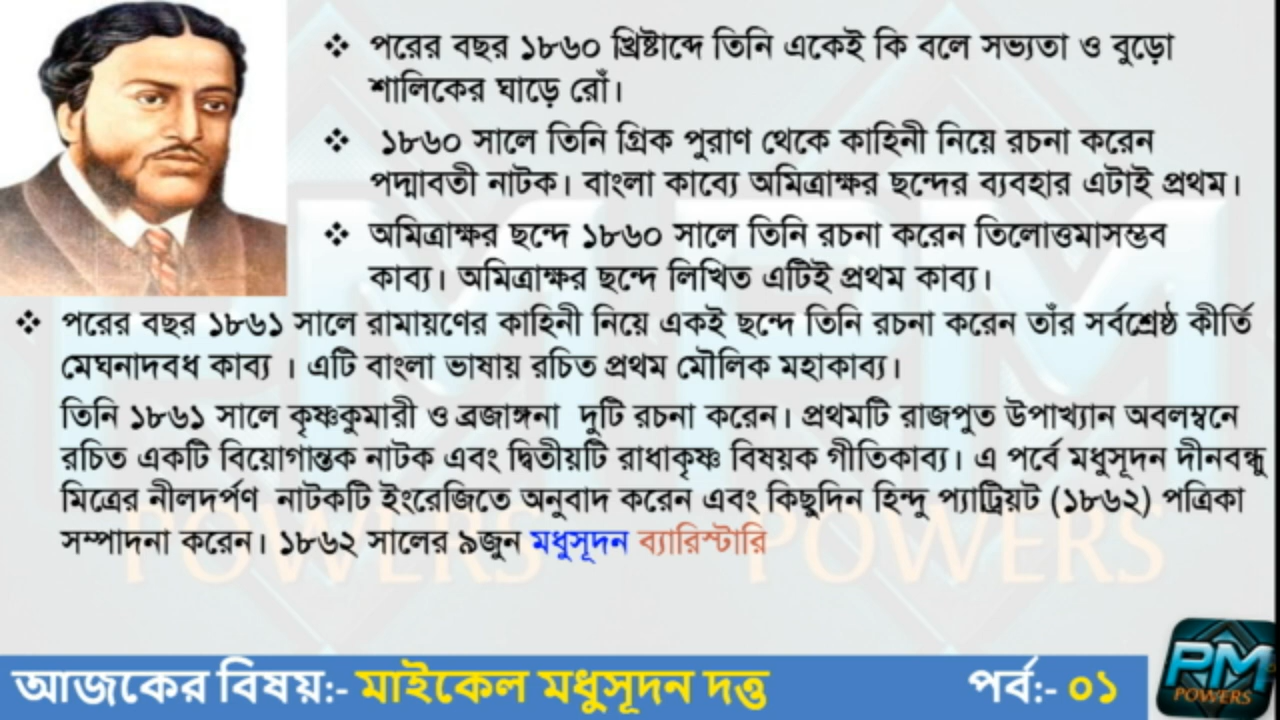 ❖ পরের বছর ১৮৬০ খ্রিষ্টাব্দে তিনি একেই কি বলে সভ্যতা ও বুড়ো
শালিকের ঘাড়ে রোঁ।
❖ ১৮৬০ সালে তিনি গ্রিক পুরাণ থেকে কাহিনী নিয়ে রচনা করেন
পদ্মাবতী নাটক। বাংলা কাব্যে অমিত্রাক্ষর ছন্দের ব্যবহার এটাই প্রথম।
❖ অমিত্রাক্ষর ছন্দে ১৮৬০ সালে তিনি রচনা করেন তিলোত্তমাসম্ভব
কাব্য। অমিত্রাক্ষর ছন্দে লিখিত এটিই প্রথম কাব্য।
❖ পরের বছর ১৮৬১ সালে রামায়ণের কাহিনী নিয়ে একই ছন্দে তিনি রচনা করেন তাঁর সর্বশ্রেষ্ঠ কীর্তি
মেঘনাদবধ কাব্য । এটি বাংলা ভাষায় রচিত প্রথম মৌলিক মহাকাব্য।
তিনি ১৮৬১ সালে কৃষ্ণকুমারী ও ব্রজাঙ্গনা দুটি রচনা করেন। প্রথমটি রাজপুত উপাখ্যান অবলম্বনে
রচিত একটি বিয়োগান্তক নাটক এবং দ্বিতীয়টি রাধাকৃষ্ণ বিষয়ক গীতিকাব্য। এ পর্বে মধুসূদন দীনবন্ধু
মিত্রের নীলদর্পণ নাটকটি ইংরেজিতে অনুবাদ করেন এবং কিছুদিন হিন্দু প্যাট্রিয়ট (১৮৬২) পত্রিকা
সম্পাদনা করেন। ১৮৬২ সালের ৯জুন মধুসূদন ব্যারিস্টারি
POWERS POWERS
আজকের বিষয়:- মাইকেল মধুসূদন দত্ত পর্ব:- ০১
PM
POWERS